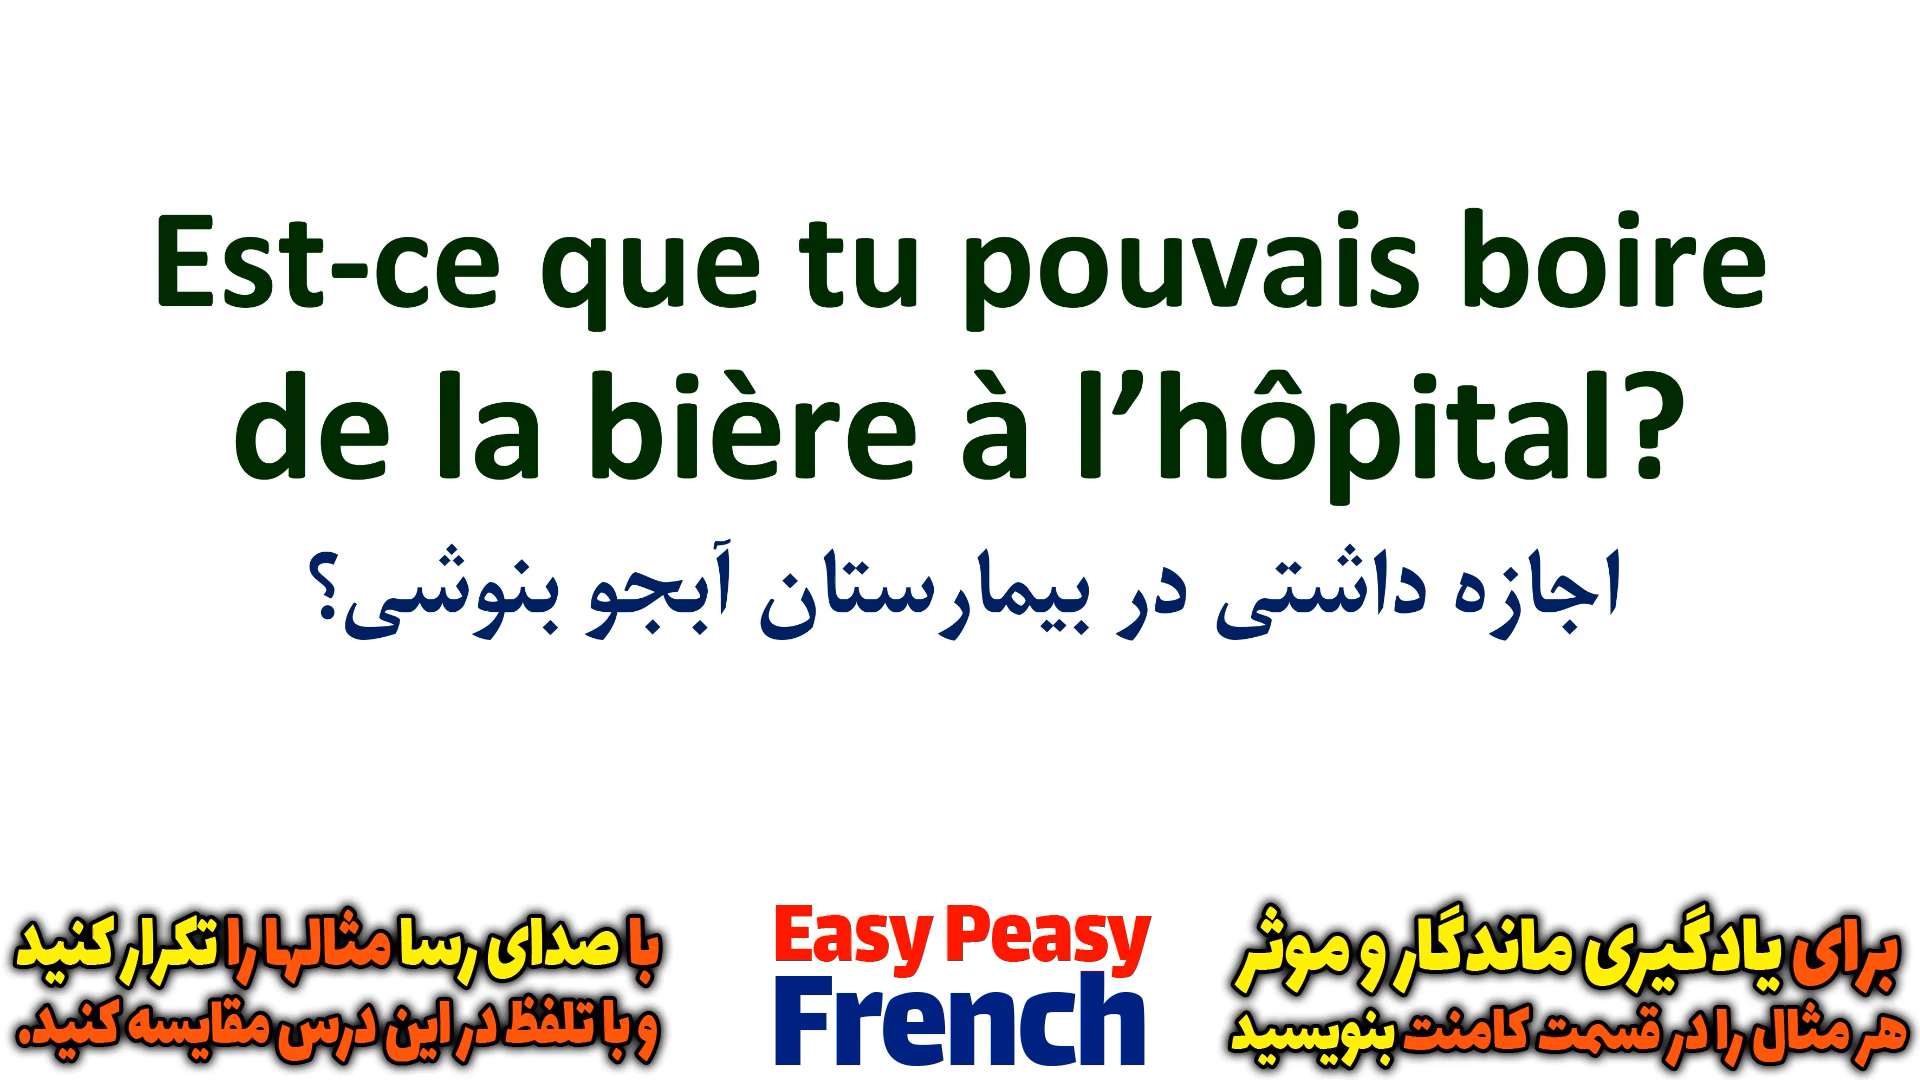 Est-ce que tu pouvais boire
de la bière à l’hôpital?
اجازه داشتی در بیمارستان آبجو بنوشی؟
برای یادگیری ماندگار و موثر
هر مثال را در قسمت کامنت بنویسید
Easy Peasy
French
با صدای رسا مثالها را تکرار کنید
و با تلفظ در این درس مقایسه کنید.